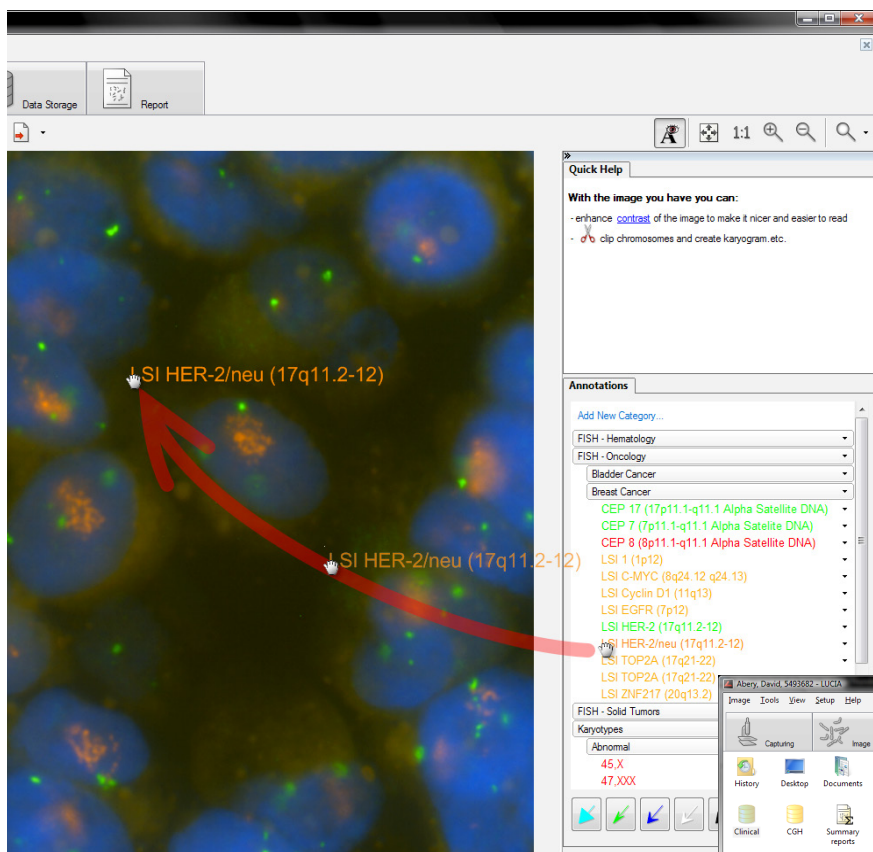 Data Storage
Report
1:1
Quick Help
With the image you have you can:
- enhance contrast of the image to make it nicer and easier to read
- clip chromosomes and create karyogram.etc.
LSI HER-2/neu (17q11.2-12)
LSI HER-2/neu (17q11.2-12)
Annotations
Add New Category...
FISH - Hematology
FISH - Oncology
Bladder Cancer
Breast Cancer
CEP 17 (17p11.1-q11.1 Alpha Satellite DNA)
CEP 7 (7p11.1-q11.1 Alpha Satellite DNA)
CEP 8 (8p11.1-q11.1 Alpha Satellite DNA)
LSI 1 (1p12)
LSI C-MYC (8q24.12 q24.13)
LSI Cyclin D1 (11q13)
LSI EGFR (7p12)
LSI HER-2 (17q11.2-12)
LSI HER-2/neu (17q11.2-12)
LSI TOP2A (17q21-22)
LSI TOP2A (17q21-22)
LSI ZNF217 (20q13.2)
FISH - Solid Tumors
Karyotypes
Abnormal
45,X
47,XXX
Abery, David, S493682 - LUCIA
Image Tools View Setup Help
Capturing
Image
History Desktop Documents
Clinical CGH Summary
reports